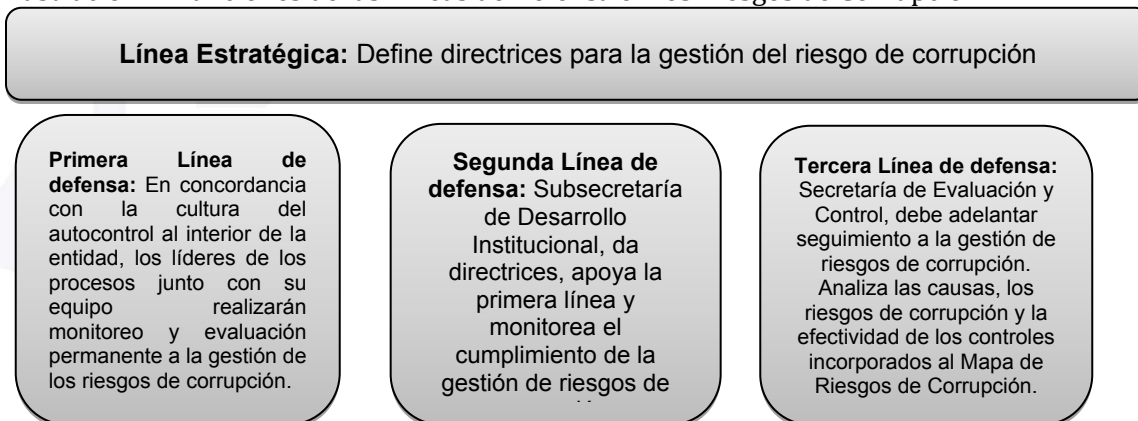 Línea Estratégica: Define directrices para la gestión del riesgo de corrupción
Primera Línea de
defensa: En concordancia
con la cultura del
autocontrol al interior de la
entidad, los líderes de los
procesos junto con su
equipo realizarán
monitoreo y evaluación
permanente a la gestión de
los riesgos de corrupción.
Segunda Línea de
defensa: Subsecretaría
de Desarrollo
Institucional, da
directrices, apoya la
primera línea y
monitorea el
cumplimiento de la
gestión de riesgos de
Tercera Línea de defensa:
Secretaría de Evaluación y
Control, debe adelantar
seguimiento a la gestión de
riesgos de corrupción.
Analiza las causas, los
riesgos de corrupción y la
efectividad de los controles
incorporados al Mapa de
Riesgos de Corrupción.